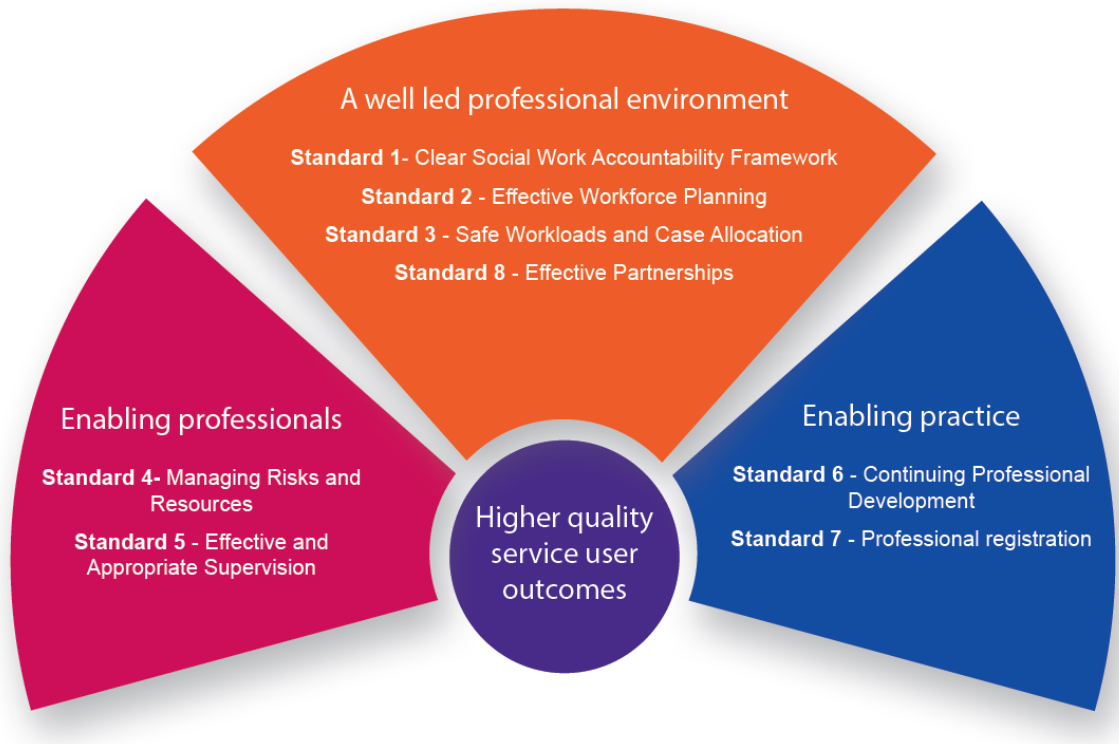 A well led professional environment
Standard 1- Clear Social Work Accountability Framework
Standard 2 - Effective Workforce Planning
Standard 3 - Safe Workloads and Case Allocation
Standard 8 - Effective Partnerships
Enabling professionals
Standard 4- Managing Risks and
Resources
Standard 5 - Effective and
Appropriate Supervision
Enabling practice
Standard 6 - Continuing Professional
Development
Standard 7 - Professional registration
Higher quality
service user
outcomes